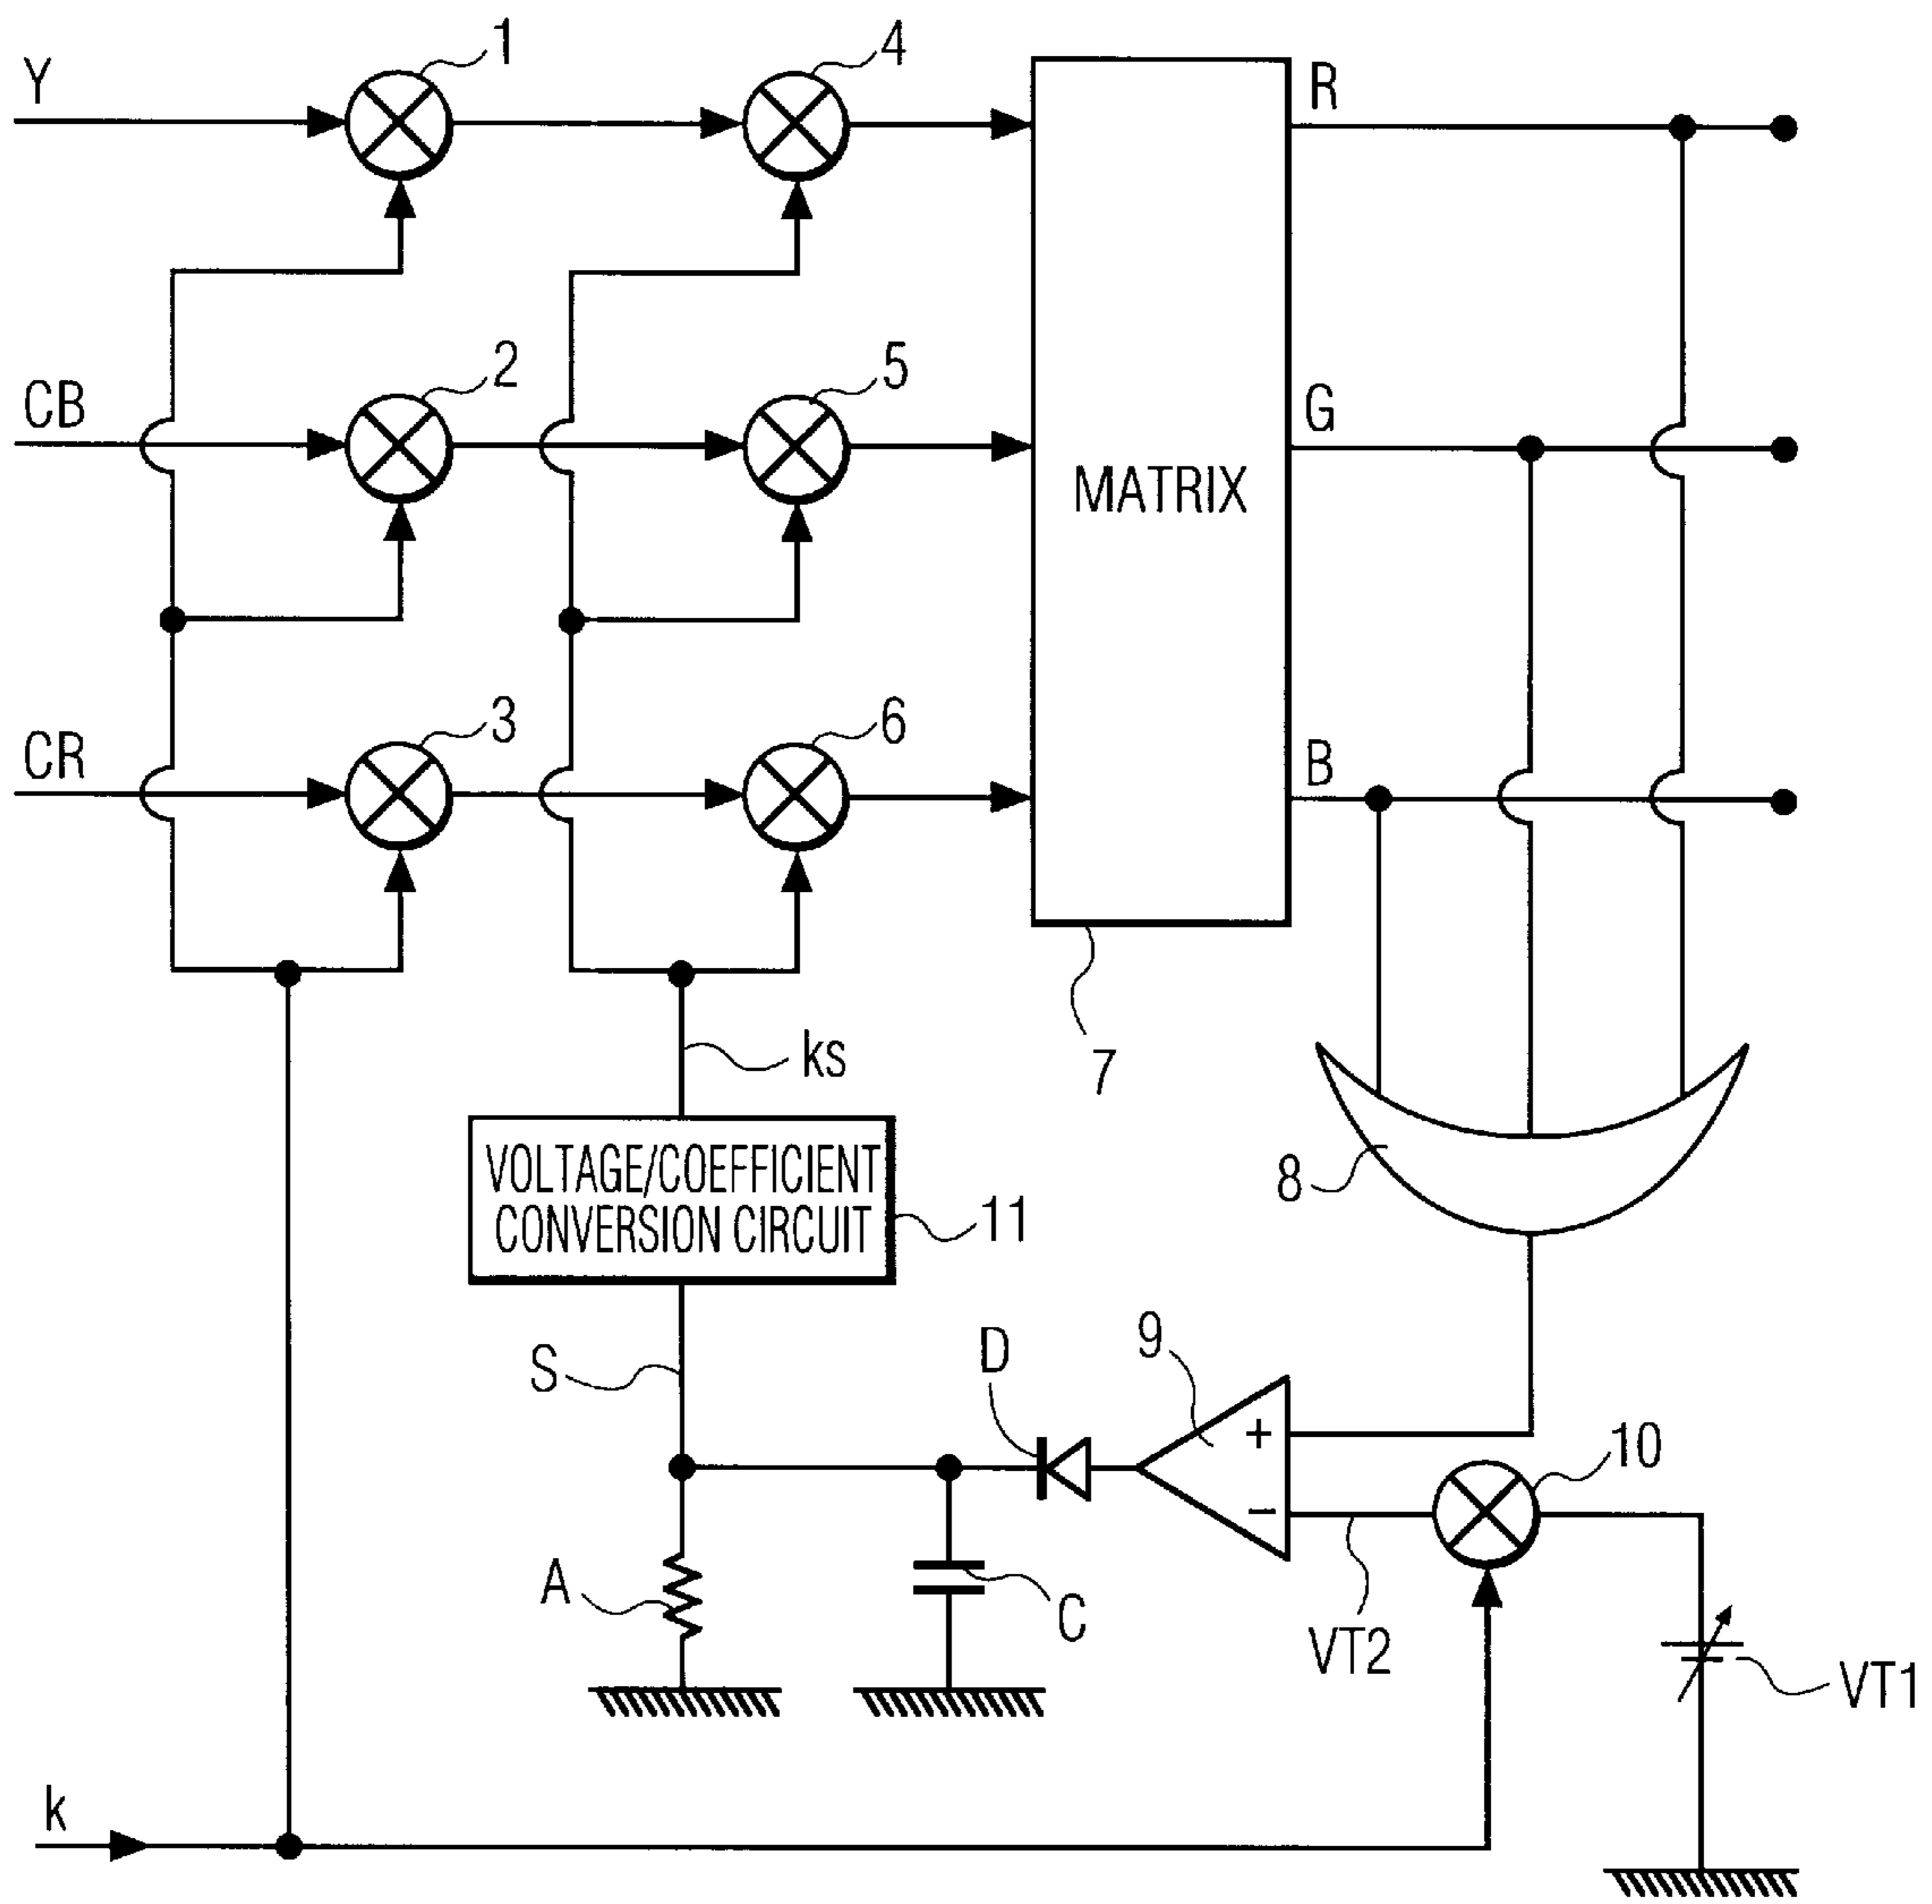 1
4
Y
R
2
5
CB
G
MATRIX
3
6
CR
B
ks
7
VOLTAGE/COEFFICIENT
CONVERSION CIRCUIT
8
11
S
D
9
+
10
−
A
C
VT2
VT1
k